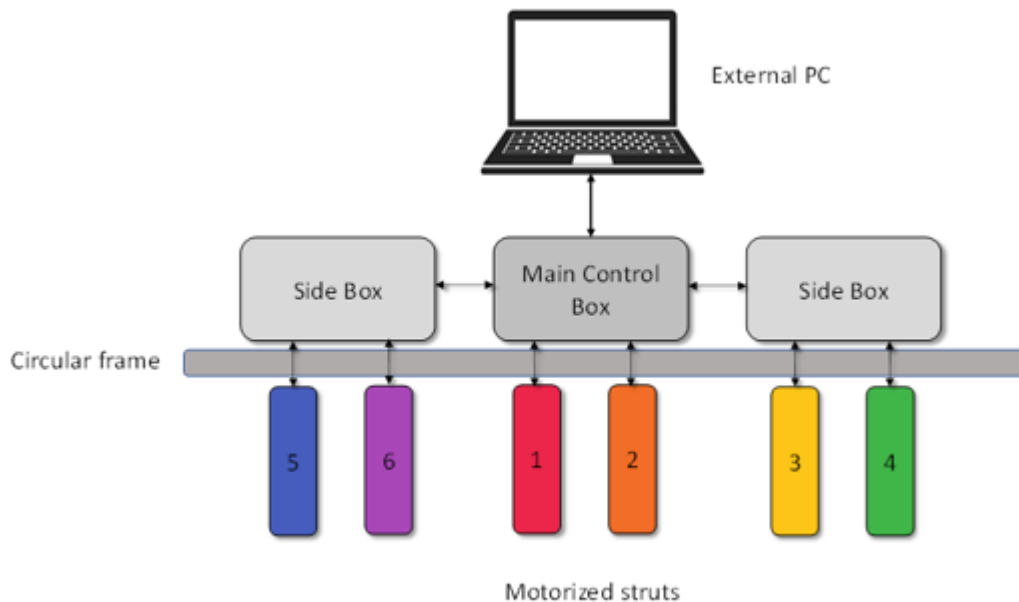 External PC
Side Box
Main Control
Box
Side Box
Circular frame
5
6
1
2
3
4
Motorized struts